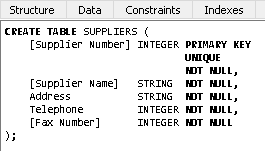 Structure Data Constraints Indexes
CREATE TABLE SUPPLIERS (
[Supplier Number] INTEGER PRIMARY KEY
UNIQUE
NOT NULL,
[Supplier Name] STRING NOT NULL,
Address STRING NOT NULL,
Telephone INTEGER NOT NULL,
[Fax Number] INTEGER NOT NULL
);